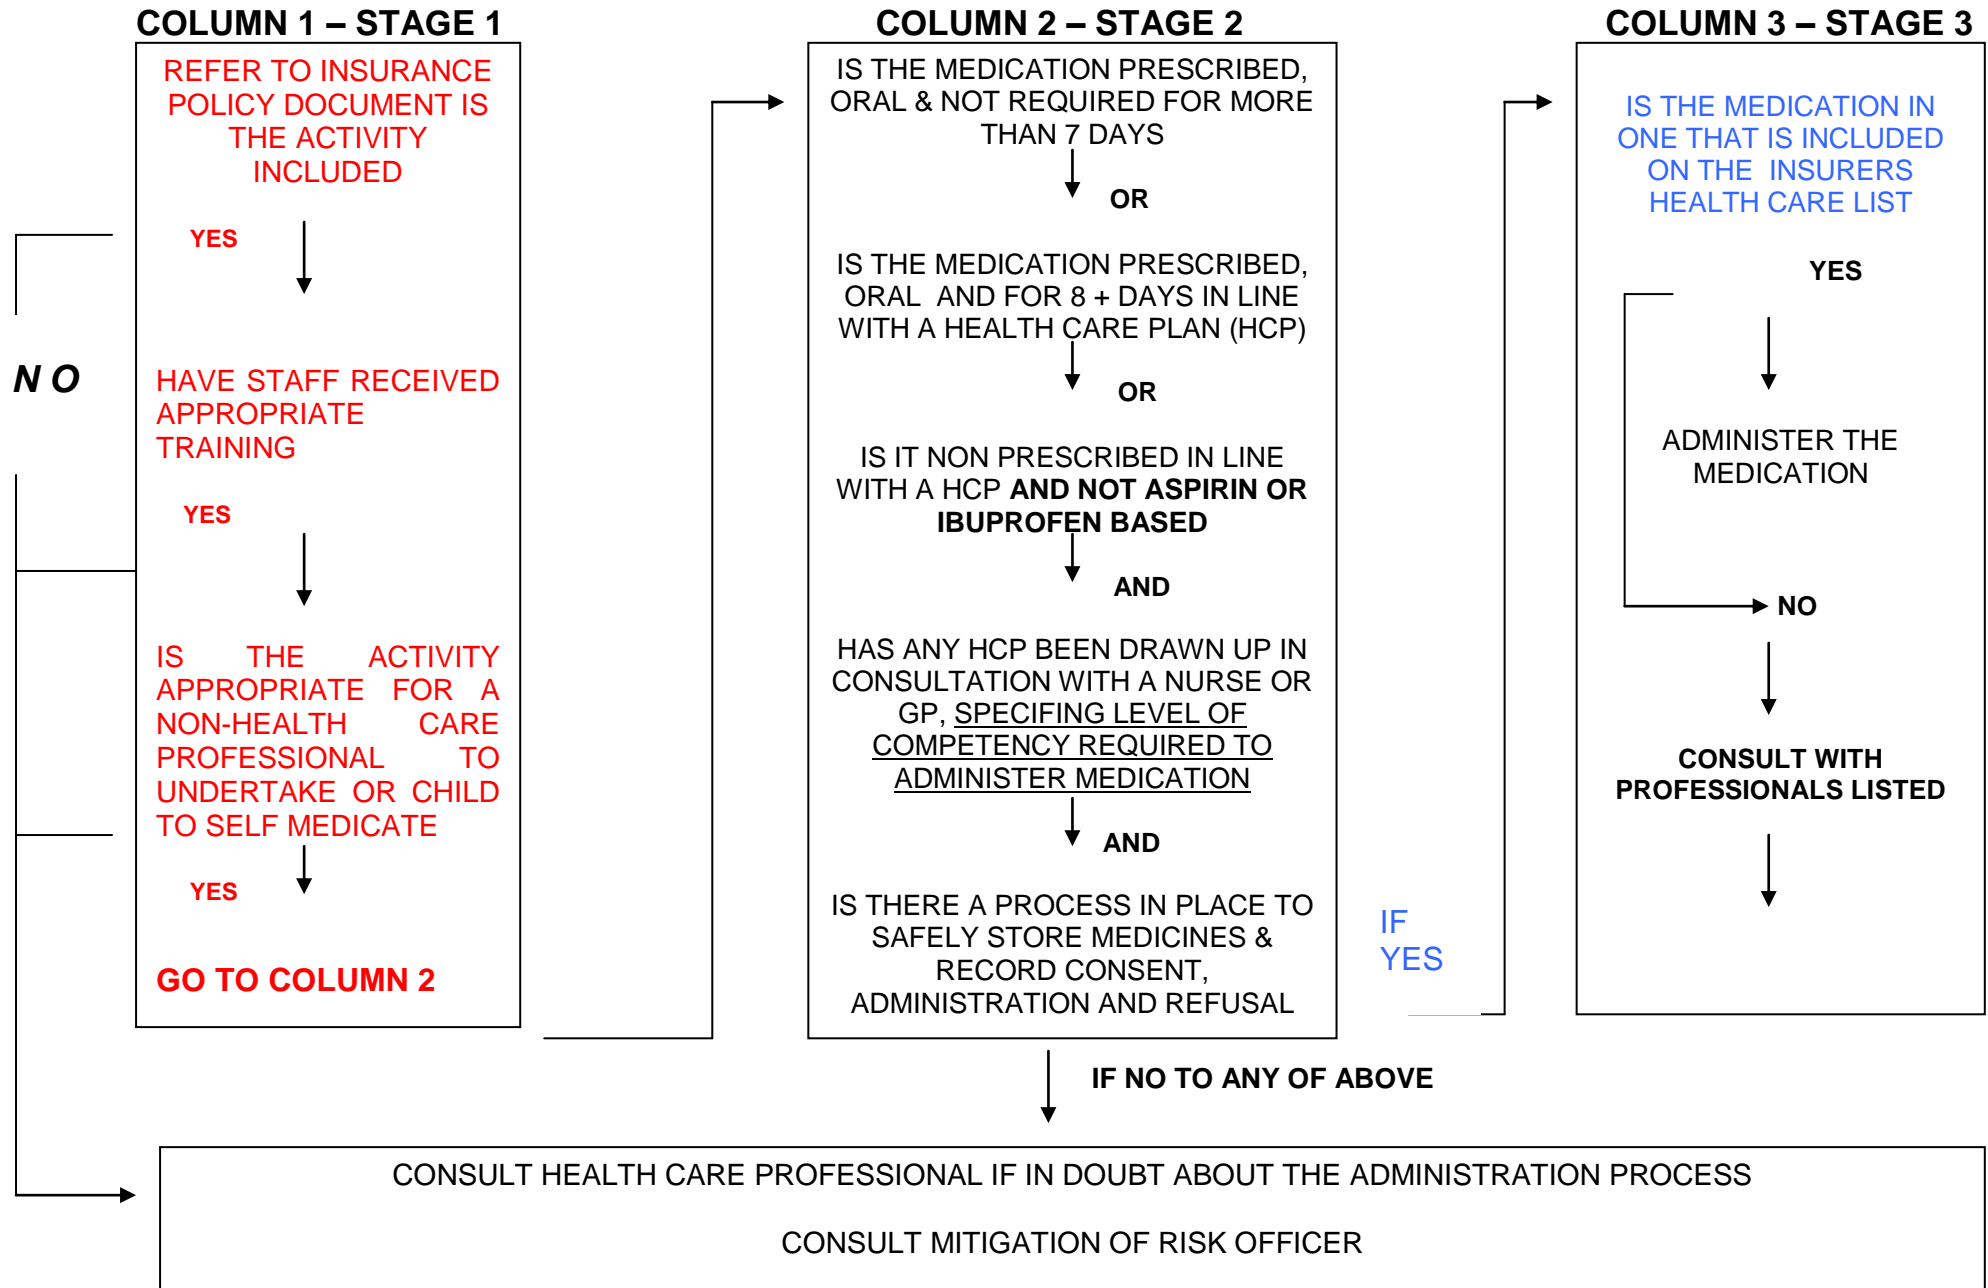 COLUMN 1 – STAGE 1
REFER TO INSURANCE
POLICY DOCUMENT IS
THE ACTIVITY
INCLUDED
YES
NO
HAVE STAFF RECEIVED
APPROPRIATE
TRAINING
YES
IS THE ACTIVITY
APPROPRIATE FOR A
NON-HEALTH CARE
PROFESSIONAL TO
UNDERTAKE OR CHILD
TO SELF MEDICATE
YES
GO TO COLUMN 2
COLUMN 2 – STAGE 2
IS THE MEDICATION PRESCRIBED,
ORAL & NOT REQUIRED FOR MORE
THAN 7 DAYS
OR
IS THE MEDICATION PRESCRIBED,
ORAL AND FOR 8 + DAYS IN LINE
WITH A HEALTH CARE PLAN (HCP)
OR
IS IT NON PRESCRIBED IN LINE
WITH A HCP AND NOT ASPIRIN OR
IBUPROFEN BASED
AND
HAS ANY HCP BEEN DRAWN UP IN
CONSULTATION WITH A NURSE OR
GP, SPECIFING LEVEL OF
COMPETENCY REQUIRED TO
ADMINISTER MEDICATION
AND
IS THERE A PROCESS IN PLACE TO
SAFELY STORE MEDICINES &
RECORD CONSENT,
ADMINISTRATION AND REFUSAL
IF
YES
COLUMN 3 – STAGE 3
IS THE MEDICATION IN
ONE THAT IS INCLUDED
ON THE INSURERS
HEALTH CARE LIST
YES
ADMINISTER THE
MEDICATION
NO
CONSULT WITH
PROFESSIONALS LISTED
IF NO TO ANY OF ABOVE
CONSULT HEALTH CARE PROFESSIONAL IF IN DOUBT ABOUT THE ADMINISTRATION PROCESS
CONSULT MITIGATION OF RISK OFFICER